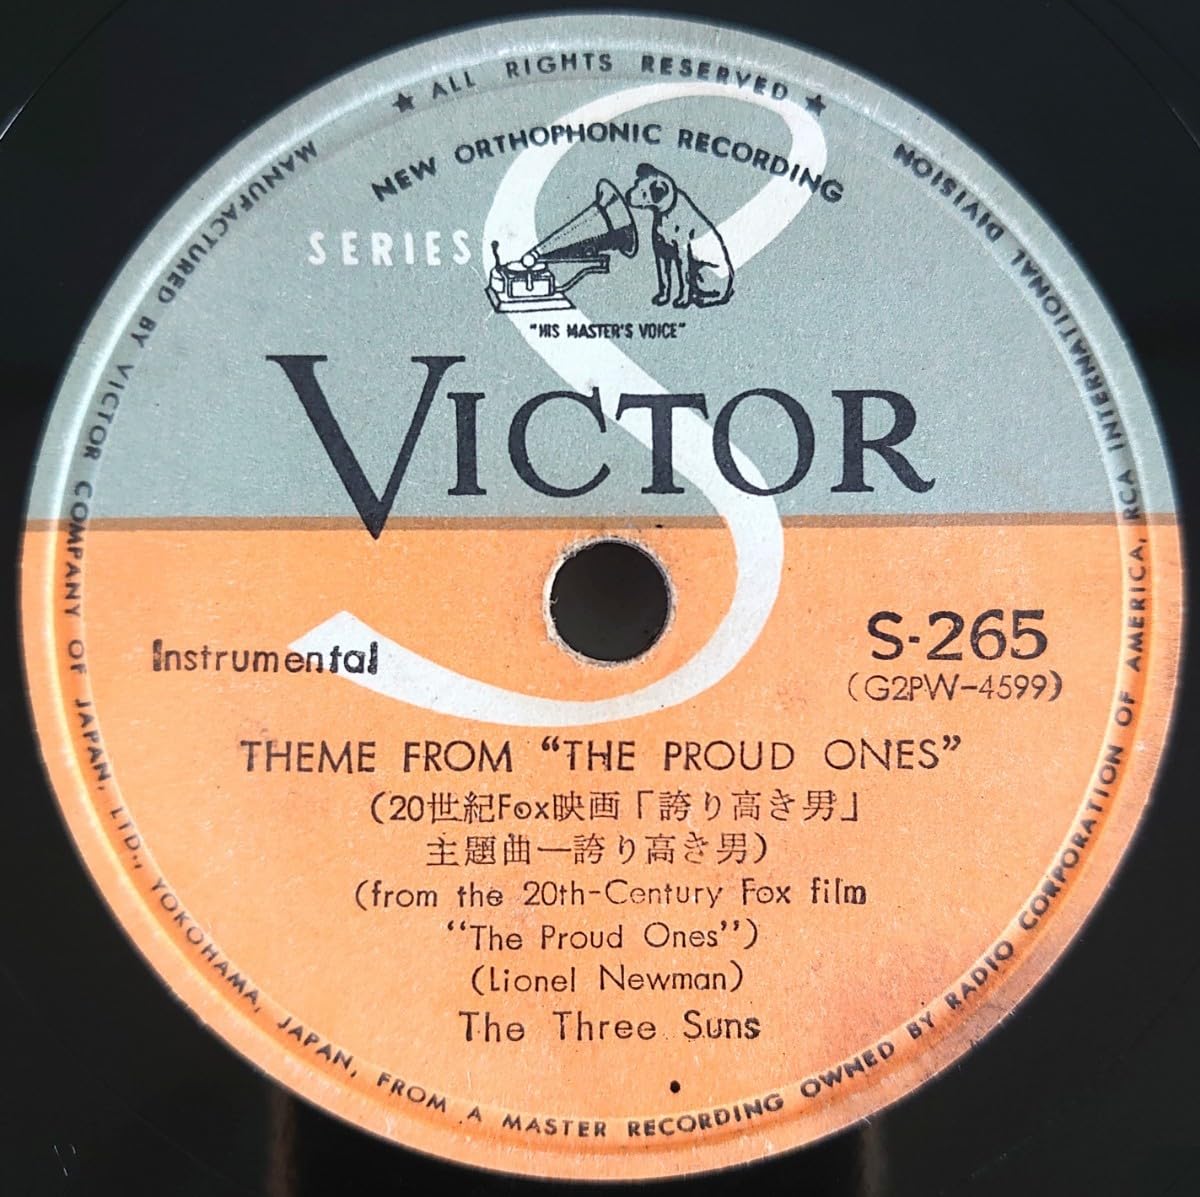 ★ ALL RIGHTS RESERVED ★
NEW ORTHOPHONIC RECORDING
SERIES
S
"HIS MASTER'S VOICE"
VICTOR
Instrumental
S-265
(G2PW-4599)
THEME FROM “THE PROUD ONES”
(20世紀Fox映画「誇り高き男」
主題曲—誇り高き男)
(from the 20th-Century Fox film
“The Proud Ones”)
(Lionel Newman)
The Three Suns
MANUFACTURED BY VICTOR COMPANY OF JAPAN, LTD., YOKOHAMA, JAPAN, FROM A MASTER RECORDING OWNED BY RADIO CORPORATION OF AMERICA, RCA INTERNATIONAL DIVISION